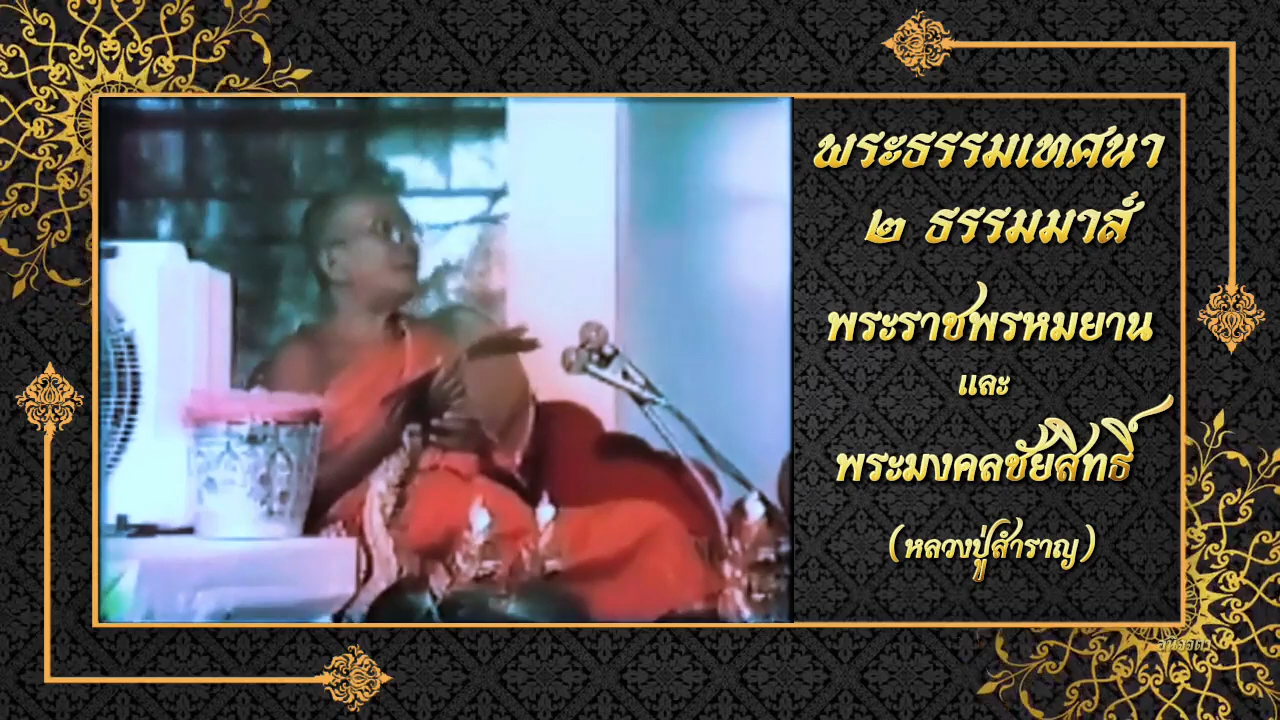 พระธรรมเทศนา
๒ ธรรมมาสน์
พระราชพรหมยาน
และ
พระมงคลชัยสิทธิ์
(หลวงปู่สำราญ)